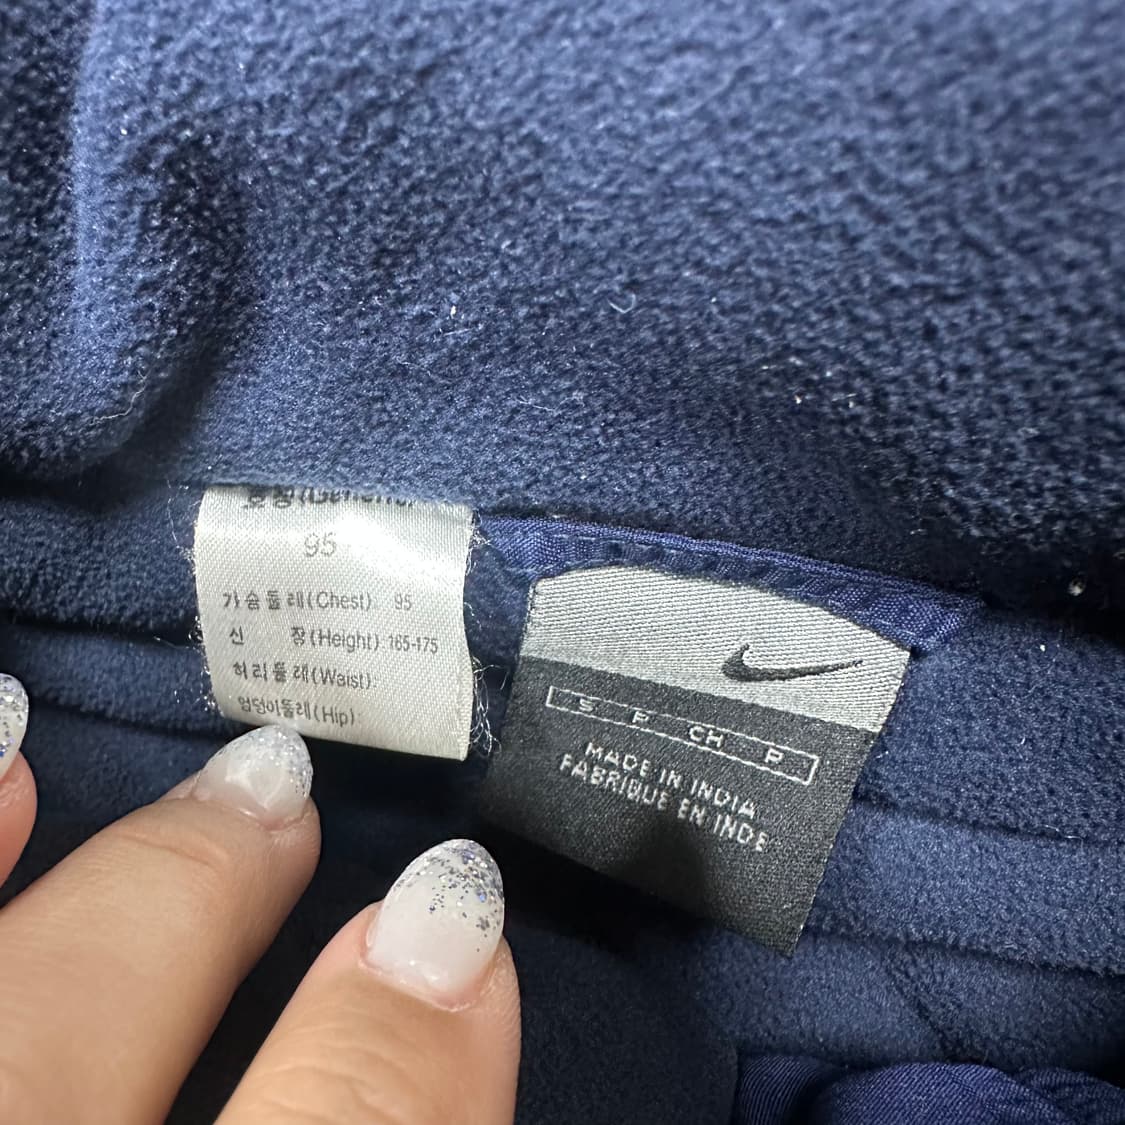 95
가슴둘레(Chest) 95
신 장(Height) 165-175
허리둘레(Waist)
엉덩이둘레(Hip)
S P CH P
MADE IN INDIA
FABRIQUE EN INDE